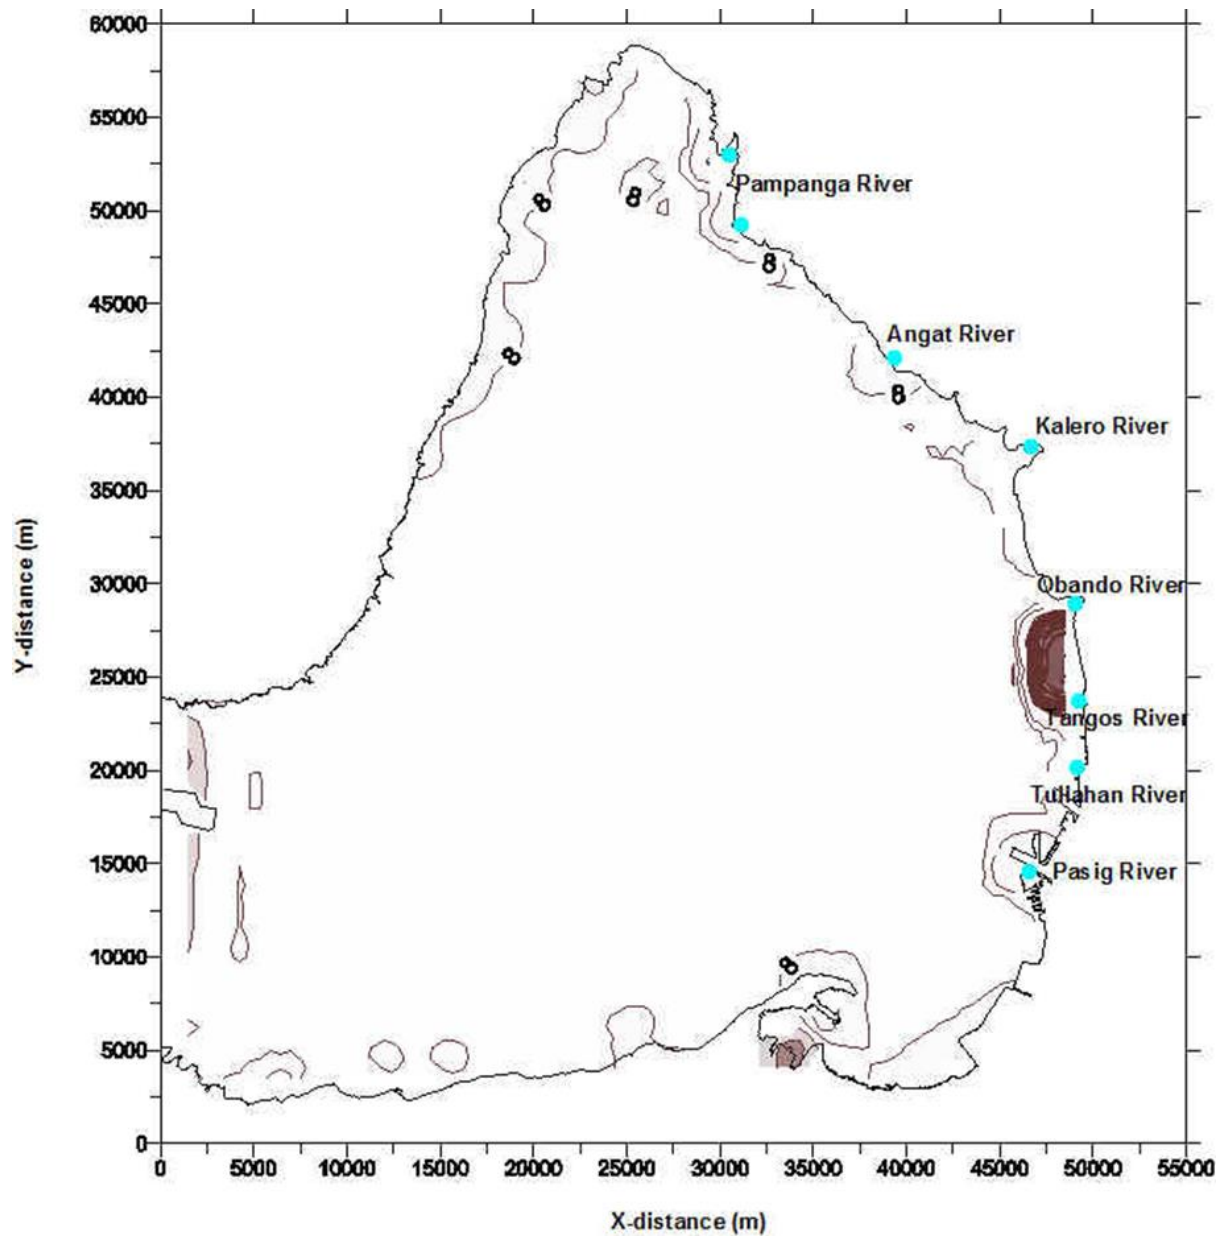 60000
55000
Pampanga River
50000
8
8
8
45000
Angat River
8
40000
8
Kalero River
35000
Y-distance (m)
30000
Obando River
25000
Tangos River
20000
Tullahan River
15000
Pasig River
10000
8
5000
0
0 5000 10000 15000 20000 25000 30000 35000 40000 45000 50000 55000
X-distance (m)